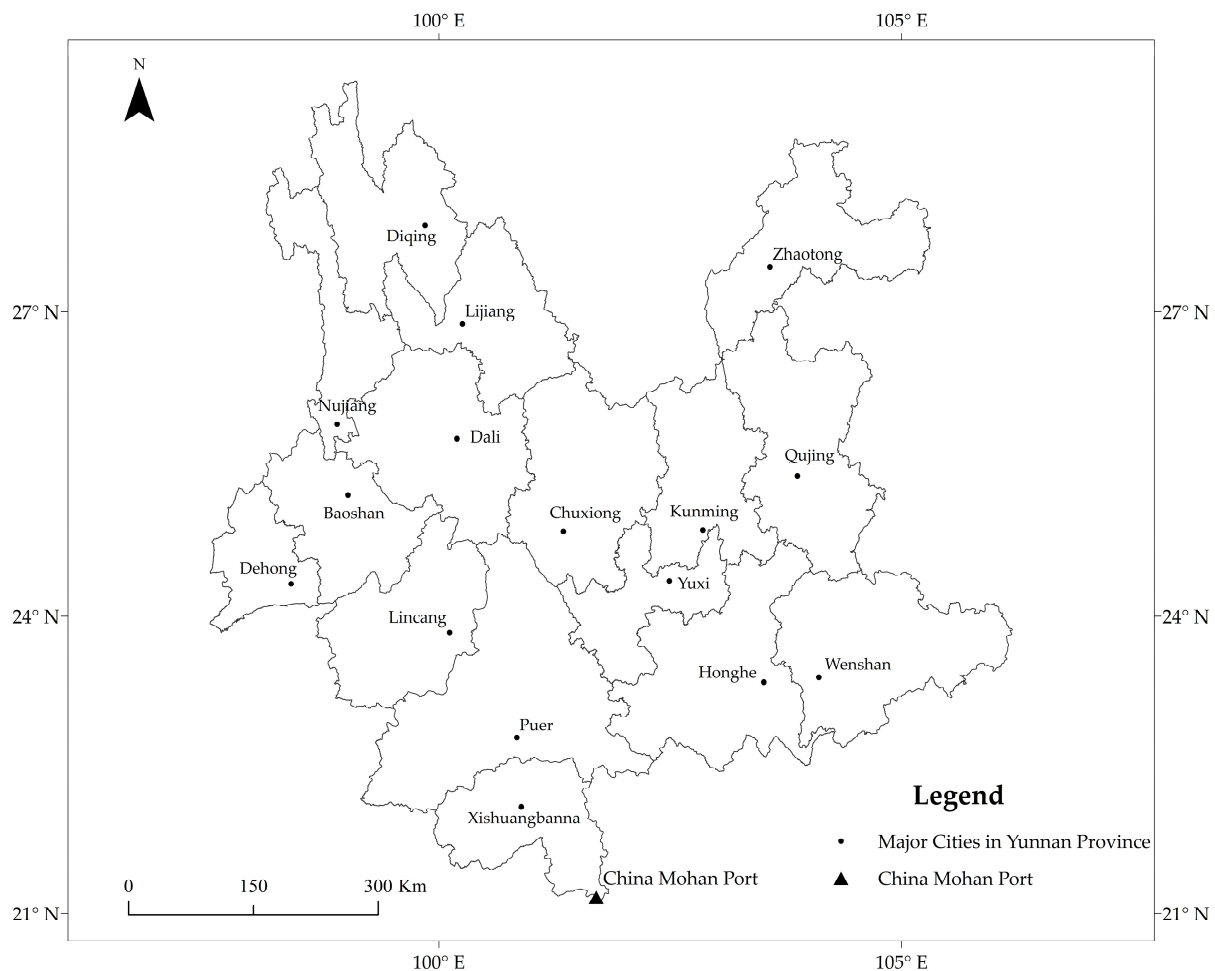 100° E 105° E
N
Diqing
Zhaotong
27° N 27° N
Lijiang
Nujiang
Dali
Qujing
Baoshan
Chuxiong
Kunming
Dehong
Yuxi
24° N 24° N
Lincang
Honghe
Wenshan
Puer
Legend
Xishuangbanna
Major Cities in Yunnan Province
China Mohan Port
China Mohan Port
0 150 300 Km
21° N 21° N
100° E 105° E